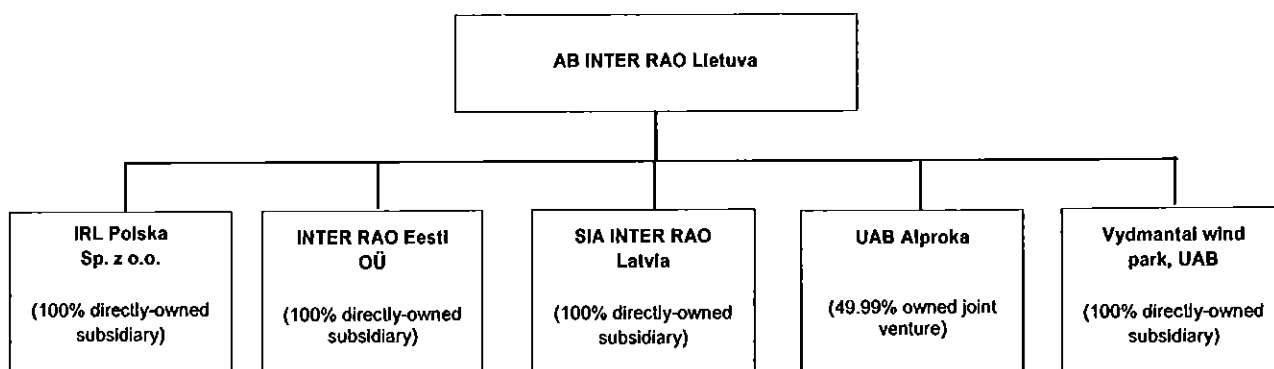 AB INTER RAO Lietuva
IRL Polska
Sp. z o.o.
(100% directly-owned
subsidiary)
INTER RAO Eesti
OÜ
(100% directly-owned
subsidiary)
SIA INTER RAO
Latvia
(100% directly-owned
subsidiary)
UAB Alproka
(49.99% owned joint
venture)
Vydmantai wind
park, UAB
(100% directly-owned
subsidiary)